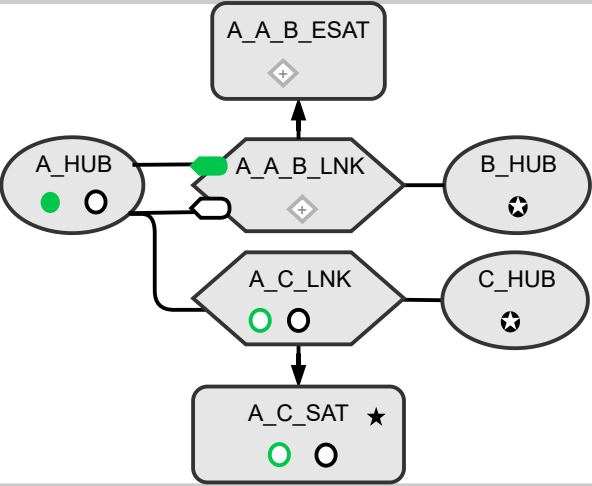 A_A_B_ESAT
A_HUB
A_A_B_LNK
B_HUB
A_C_LNK
C_HUB
A_C_SAT